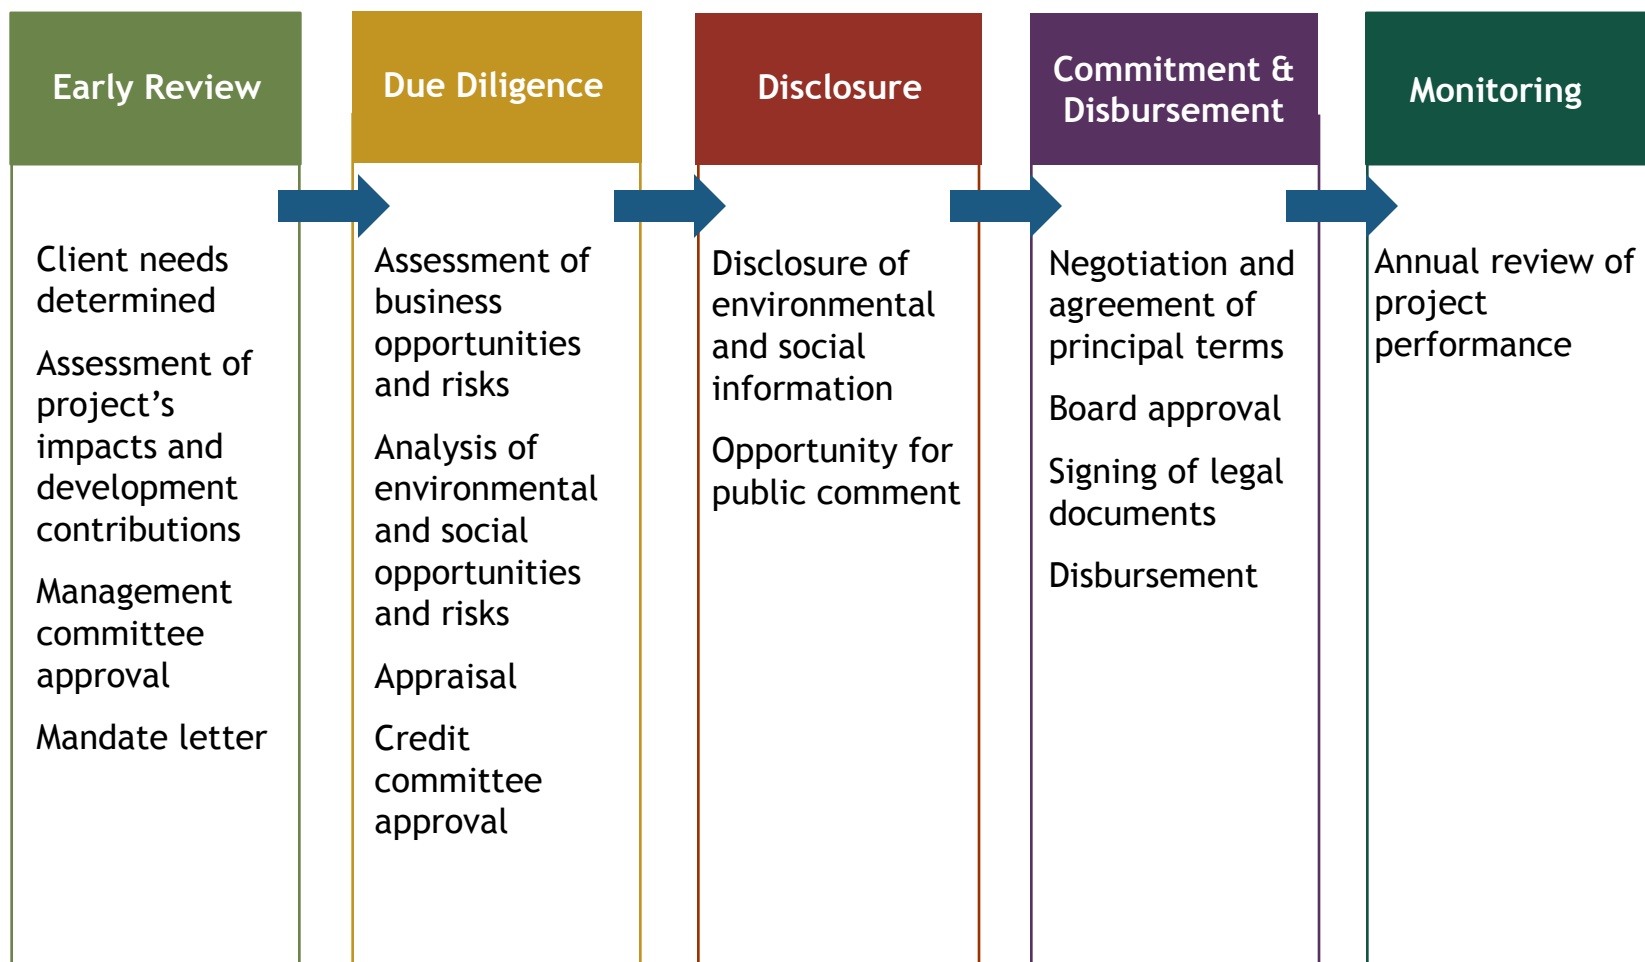 Early Review
Client needs
determined
Assessment of
project’s
impacts and
development
contributions
Management
committee
approval
Mandate letter
Due Diligence
Assessment of
business
opportunities
and risks
Analysis of
environmental
and social
opportunities
and risks
Appraisal
Credit
committee
approval
Disclosure
Disclosure of
environmental
and social
information
Opportunity for
public comment
Commitment &
Disbursement
Negotiation and
agreement of
principal terms
Board approval
Signing of legal
documents
Disbursement
Monitoring
Annual review of
project
performance